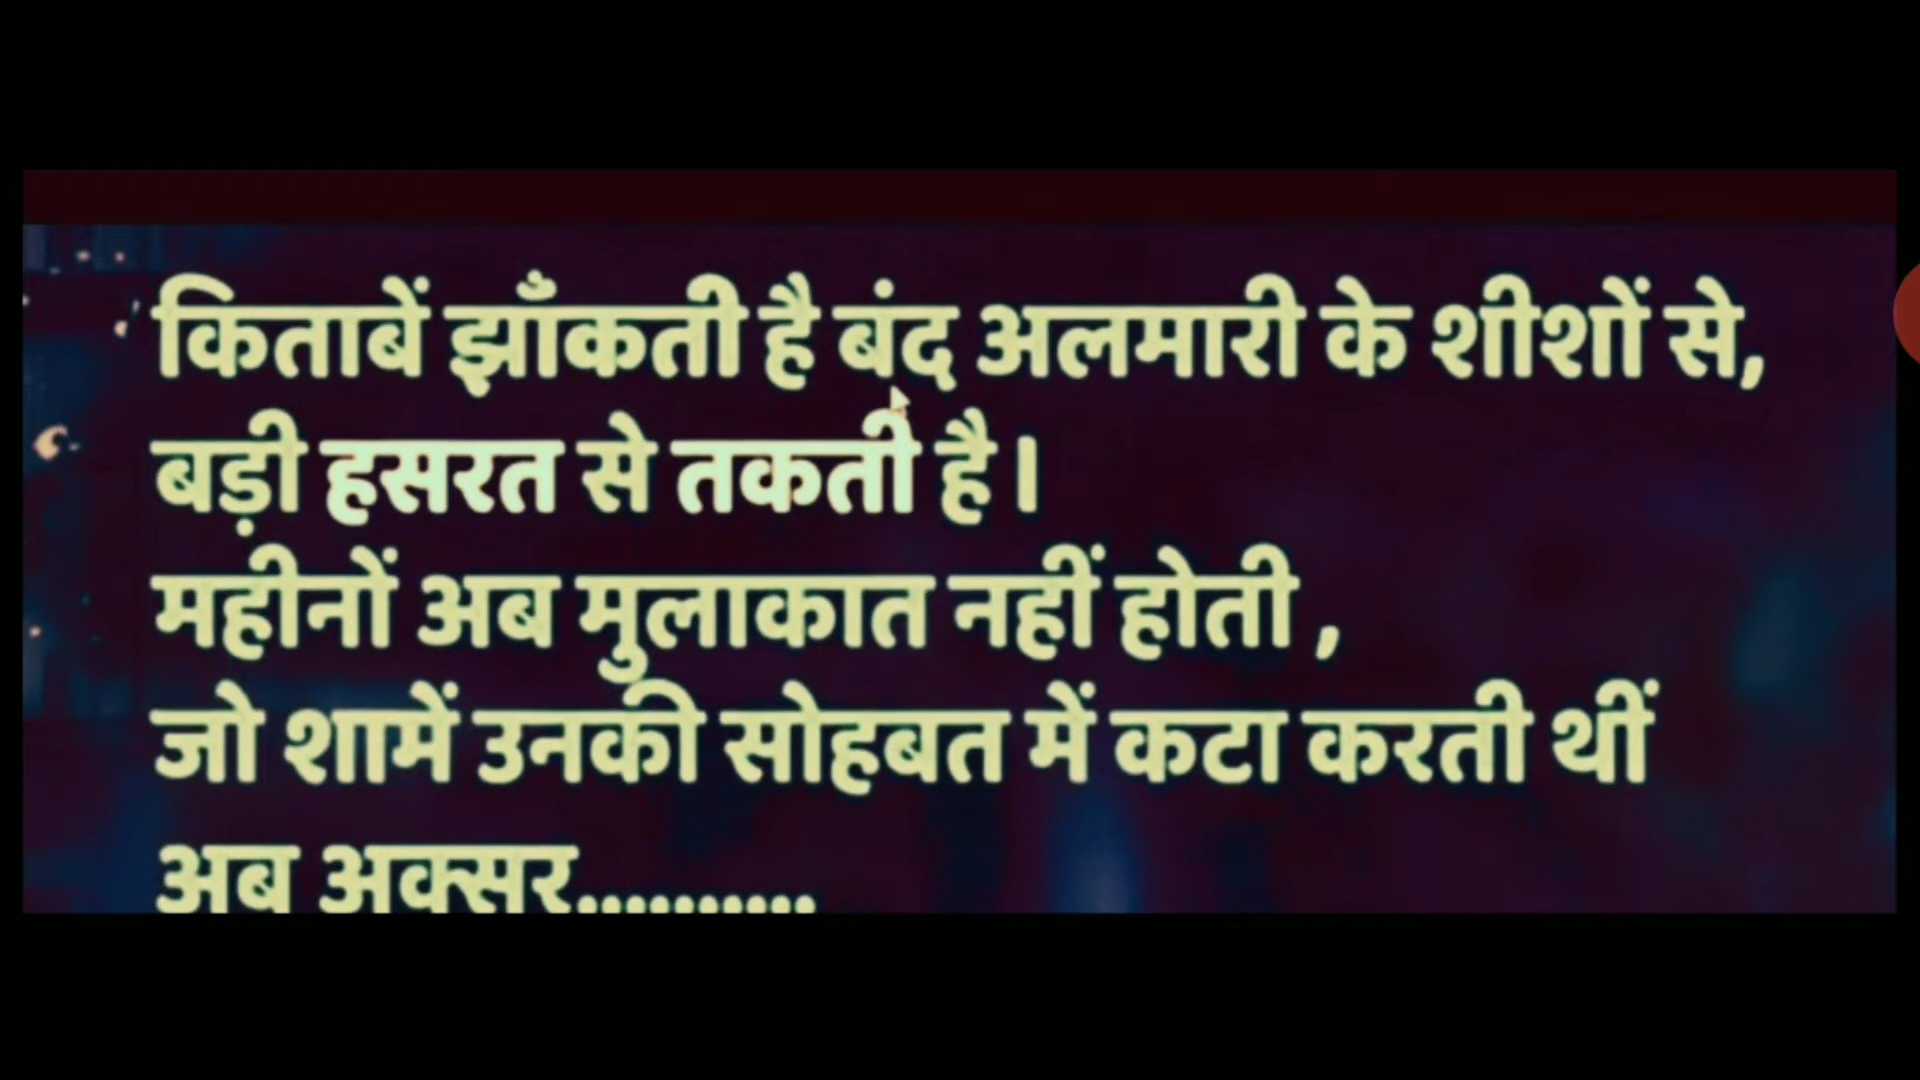 किताबें झाँकती है बंद अलमारी के शीशों से,
बड़ी हसरत से तकती है।
महीनों अब मुलाकात नहीं होती ,
जो शामें उनकी सोहबत में कटा करती थीं
अब अक्सर..........